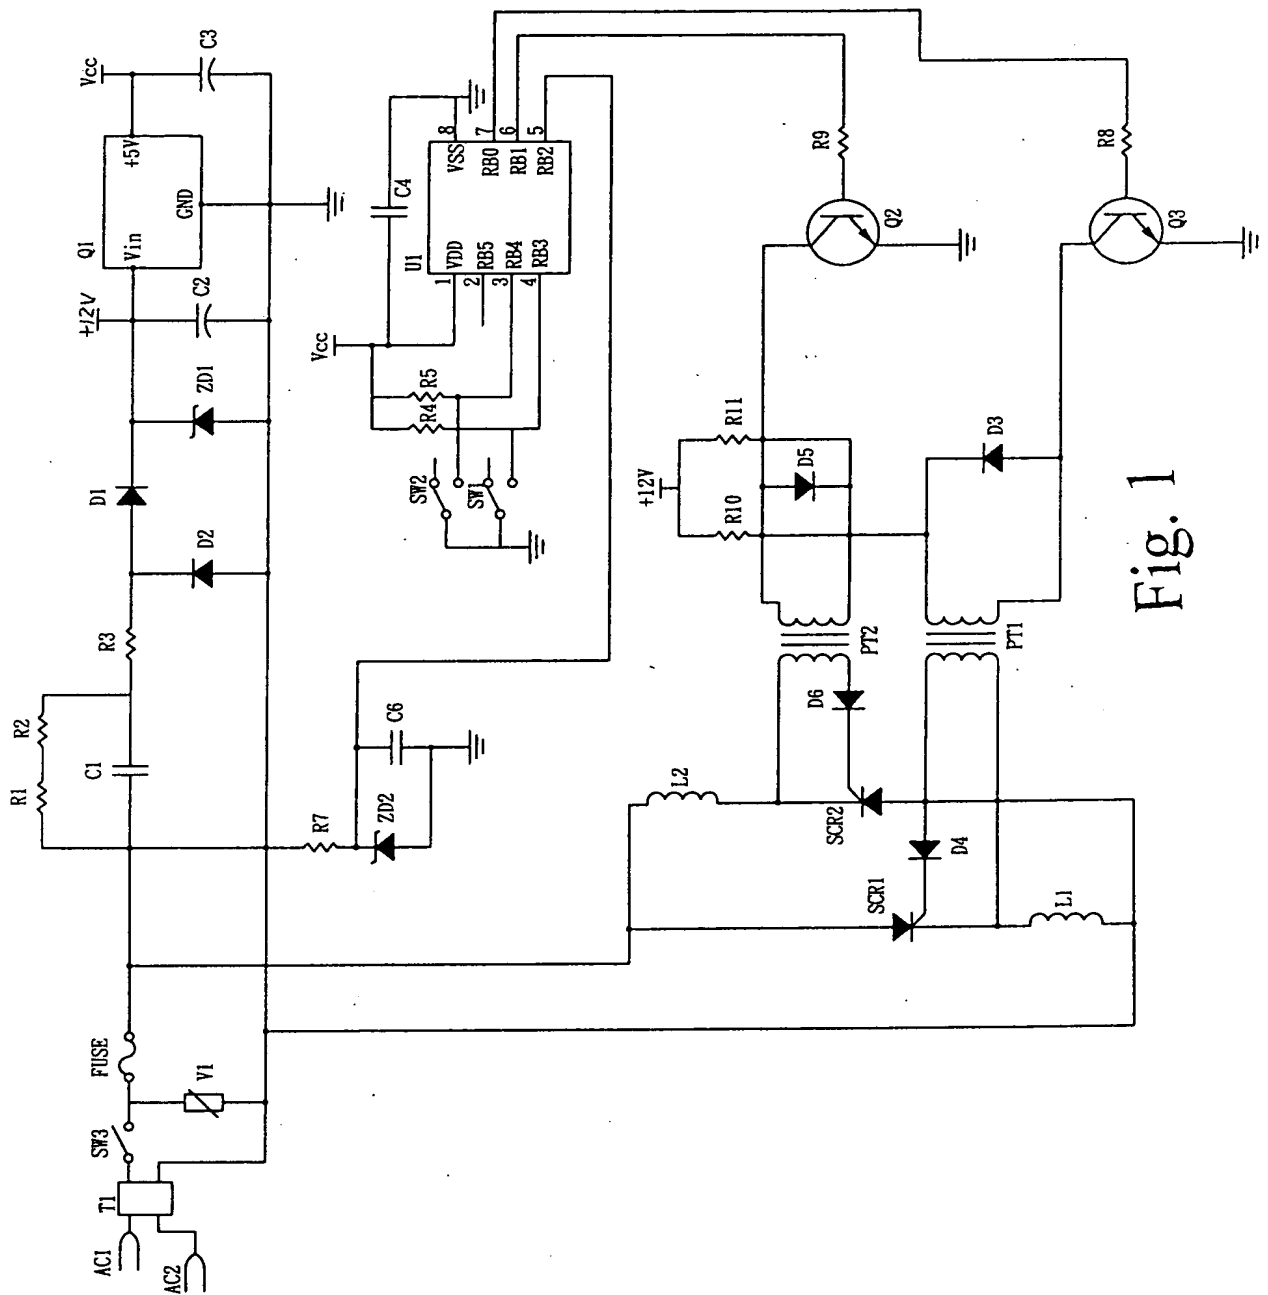 AC1
AC2
T1
SW3
FUSE
V1
R1
R2
C1
R3
D1
D2
ZD1
+12V
C2
Q1
Vin
+5V
GND
Vcc
C3
R7
ZD2
C6
SW2
SW1
R4
R5
Vcc
C4
U1
1
2
3
4
VDD
RB5
RB4
RB3
VSS
RB0
RB1
RB2
8
7
6
5
L2
SCR2
SCR1
D4
L1
D6
PT2
PT1
+12V
R10
R11
D5
D3
R9
Q2
R8
Q3
Fig. 1